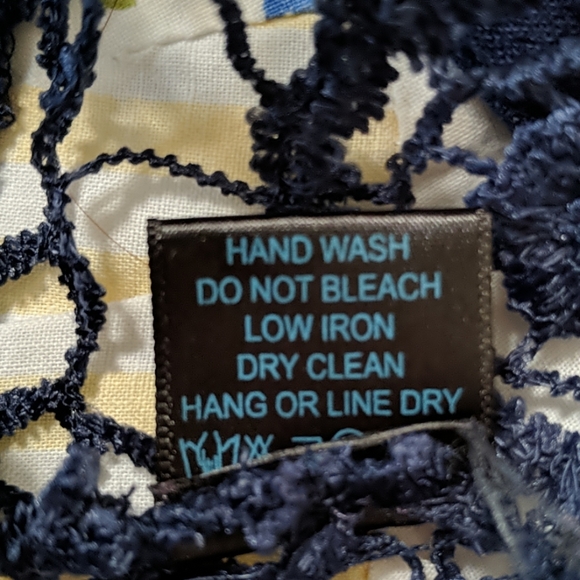 HAND WASH
DO NOT BLEACH
LOW IRON
DRY CLEAN
HANG OR LINE DRY